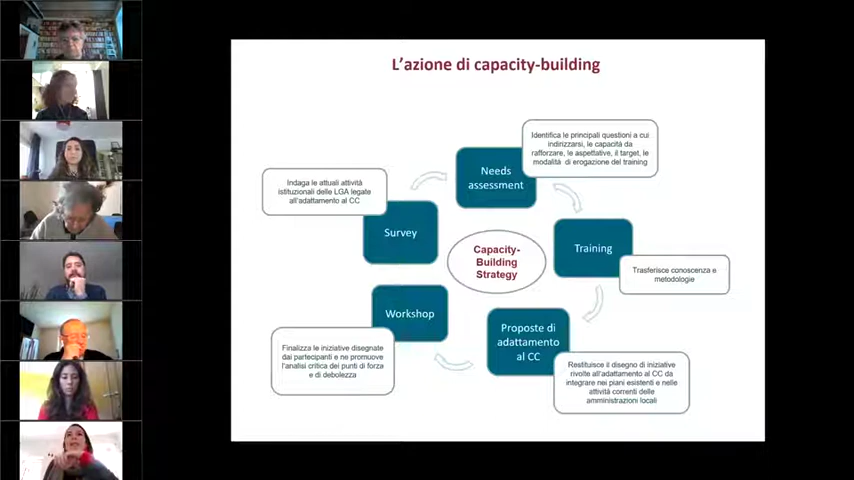 L'azione di capacity-building
Identifica le principali questioni a cui
indirizzarsi, le capacità da
rafforzare, le aspettative, il target, le
modalità di erogazione del training
Needs
assessment
Indaga le attuali attività
istituzionali delle LGA legate
all'adattamento al CC
Survey
Training
Capacity-
Building
Strategy
Trasferisce conoscenza e
metodologie
Workshop
Proposte di
adattamento
al CC
Finalizza le iniziative disegnate
dai partecipanti e ne promuove
l'analisi critica dei punti di forza
e di debolezza
Restituisce il disegno di iniziative
rivolte all'adattamento al CC da
integrare nei piani esistenti e nelle
attività correnti delle
amministrazioni locali